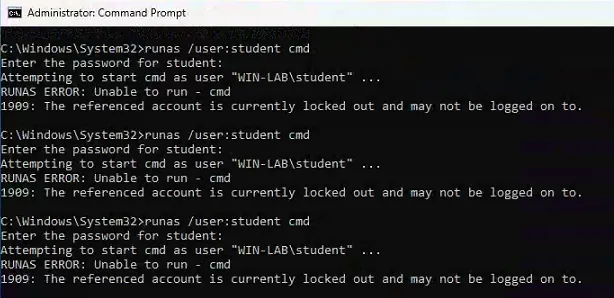 Administrator: Command Prompt
C:\Windows\System32>runas /user:student cmd
Enter the password for student:
Attempting to start cmd as user "WIN-LAB\student" ...
RUNAS ERROR: Unable to run - cmd
1909: The referenced account is currently locked out and may not be logged on to.
C:\Windows\System32>runas /user:student cmd
Enter the password for student:
Attempting to start cmd as user "WIN-LAB\student" ...
RUNAS ERROR: Unable to run - cmd
1909: The referenced account is currently locked out and may not be logged on to.
C:\Windows\System32>runas /user:student cmd
Enter the password for student:
Attempting to start cmd as user "WIN-LAB\student" ...
RUNAS ERROR: Unable to run - cmd
1909: The referenced account is currently locked out and may not be logged on to.